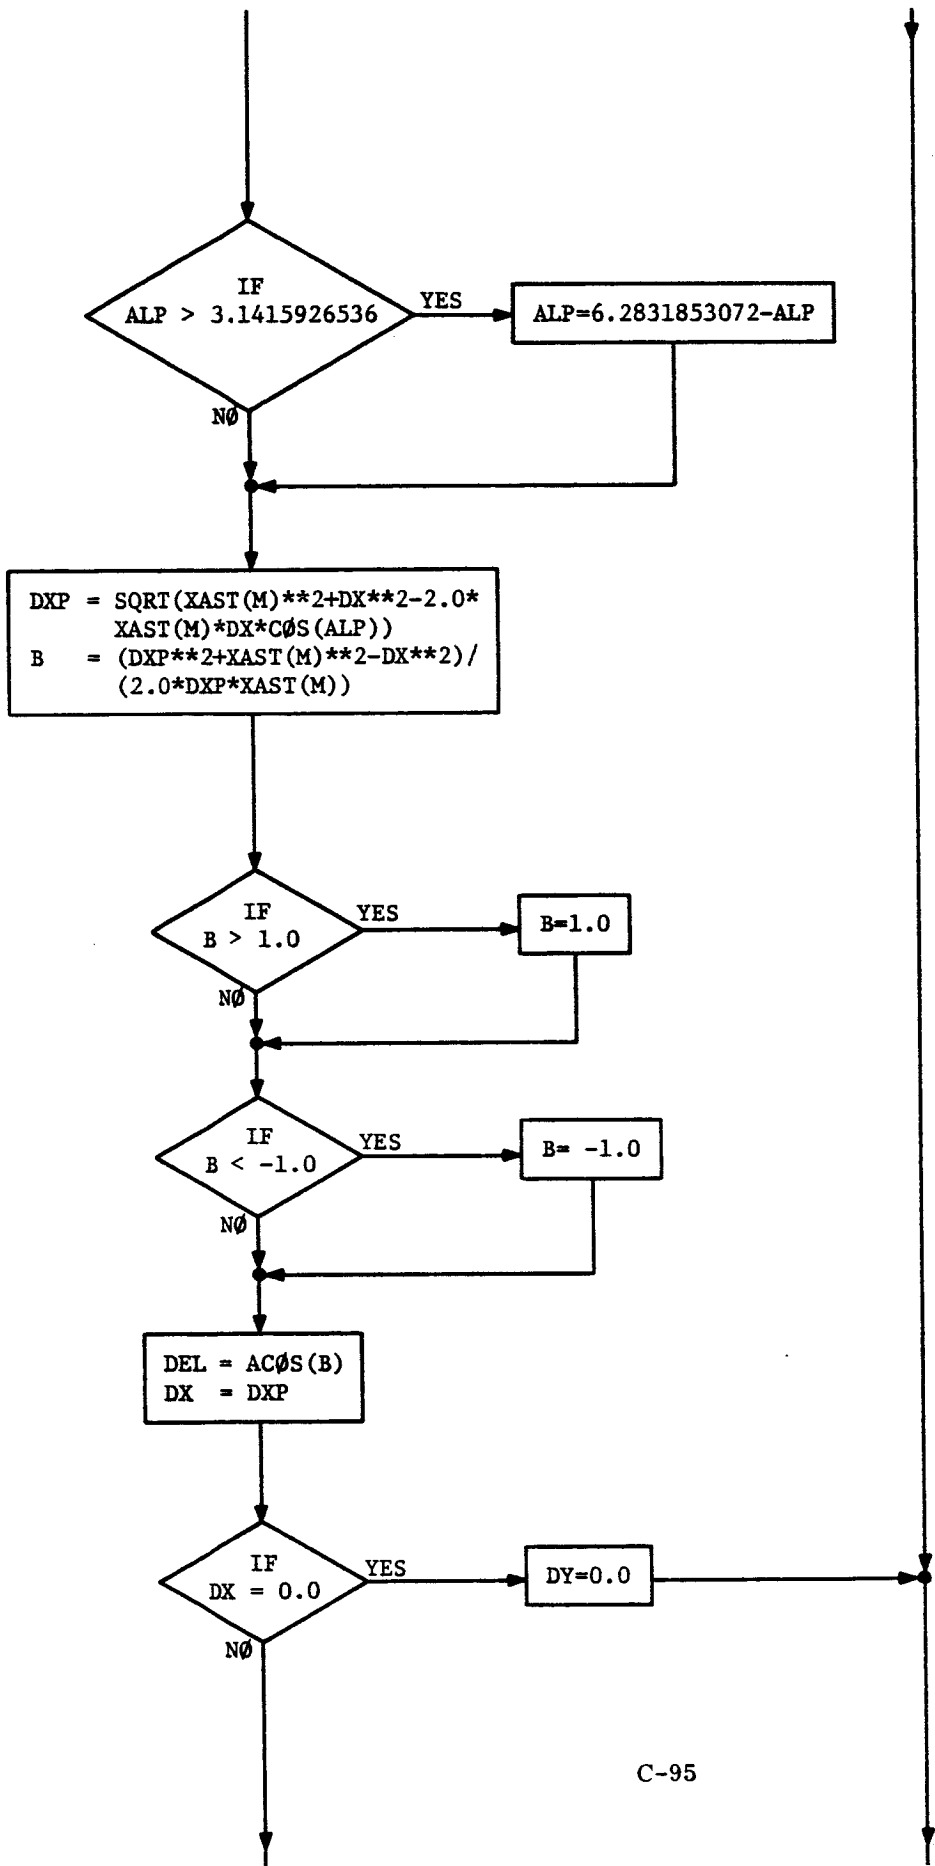 IF
ALP > 3.1415926536
YES
ALP=6.2831853072-ALP
NØ
DXP = SQRT(XAST(M)**2+DX**2-2.0*
XAST(M)*DX*CØS(ALP))
B = (DXP**2+XAST(M)**2-DX**2)/
(2.0*DXP*XAST(M))
IF
B > 1.0
YES
B=1.0
NØ
IF
B < -1.0
YES
B= -1.0
NØ
DEL = ACØS(B)
DX = DXP
IF
DX = 0.0
YES
DY=0.0
NØ
C-95